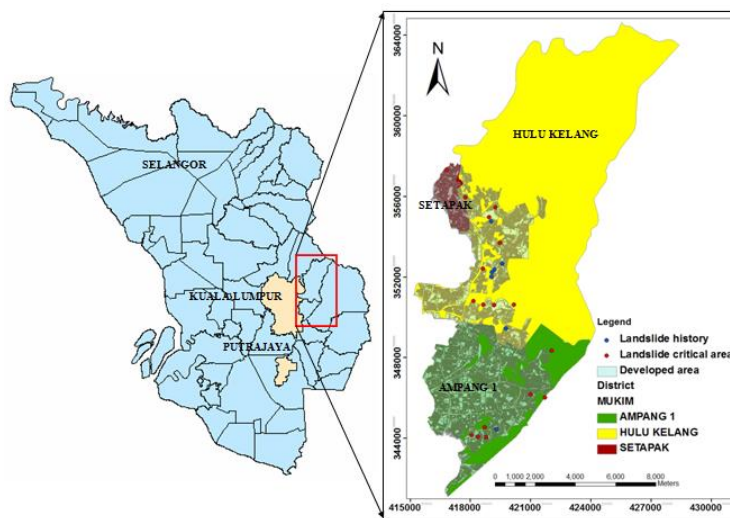 SELANGOR
KUALA LUMPUR
PUTRAJAYA
N
HULU KELANG
SETAPAK
AMPANG 1
364000
360000
356000
352000
348000
344000
Legend
Landslide history
Landslide critical area
Developed area
District
MUKIM
AMPANG 1
HULU KELANG
SETAPAK
0 1,000 2,000 4,000 6,000 8,000
Meters
415000 418000 421000 424000 427000 430000